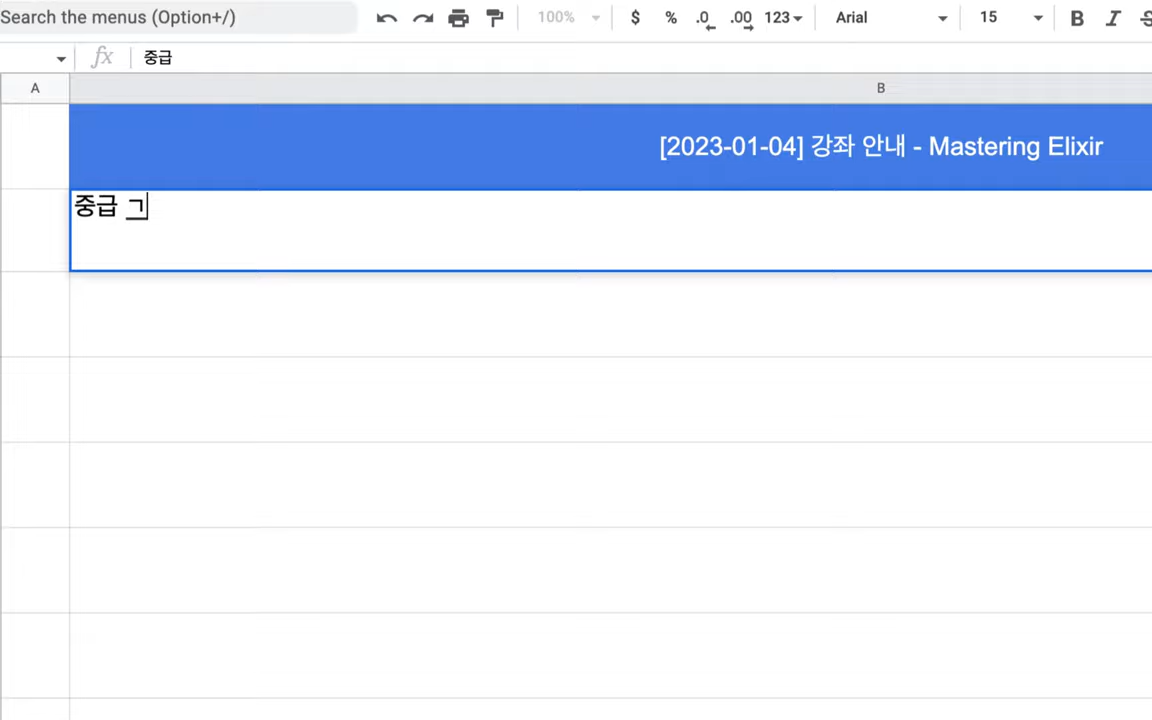 Search the menus (Option+/)
100%
$ % .0 .00 123
Arial
15
B I S
fx 중급
A B
[2023-01-04] 강좌 안내 - Mastering Elixir
중급 ㄱ